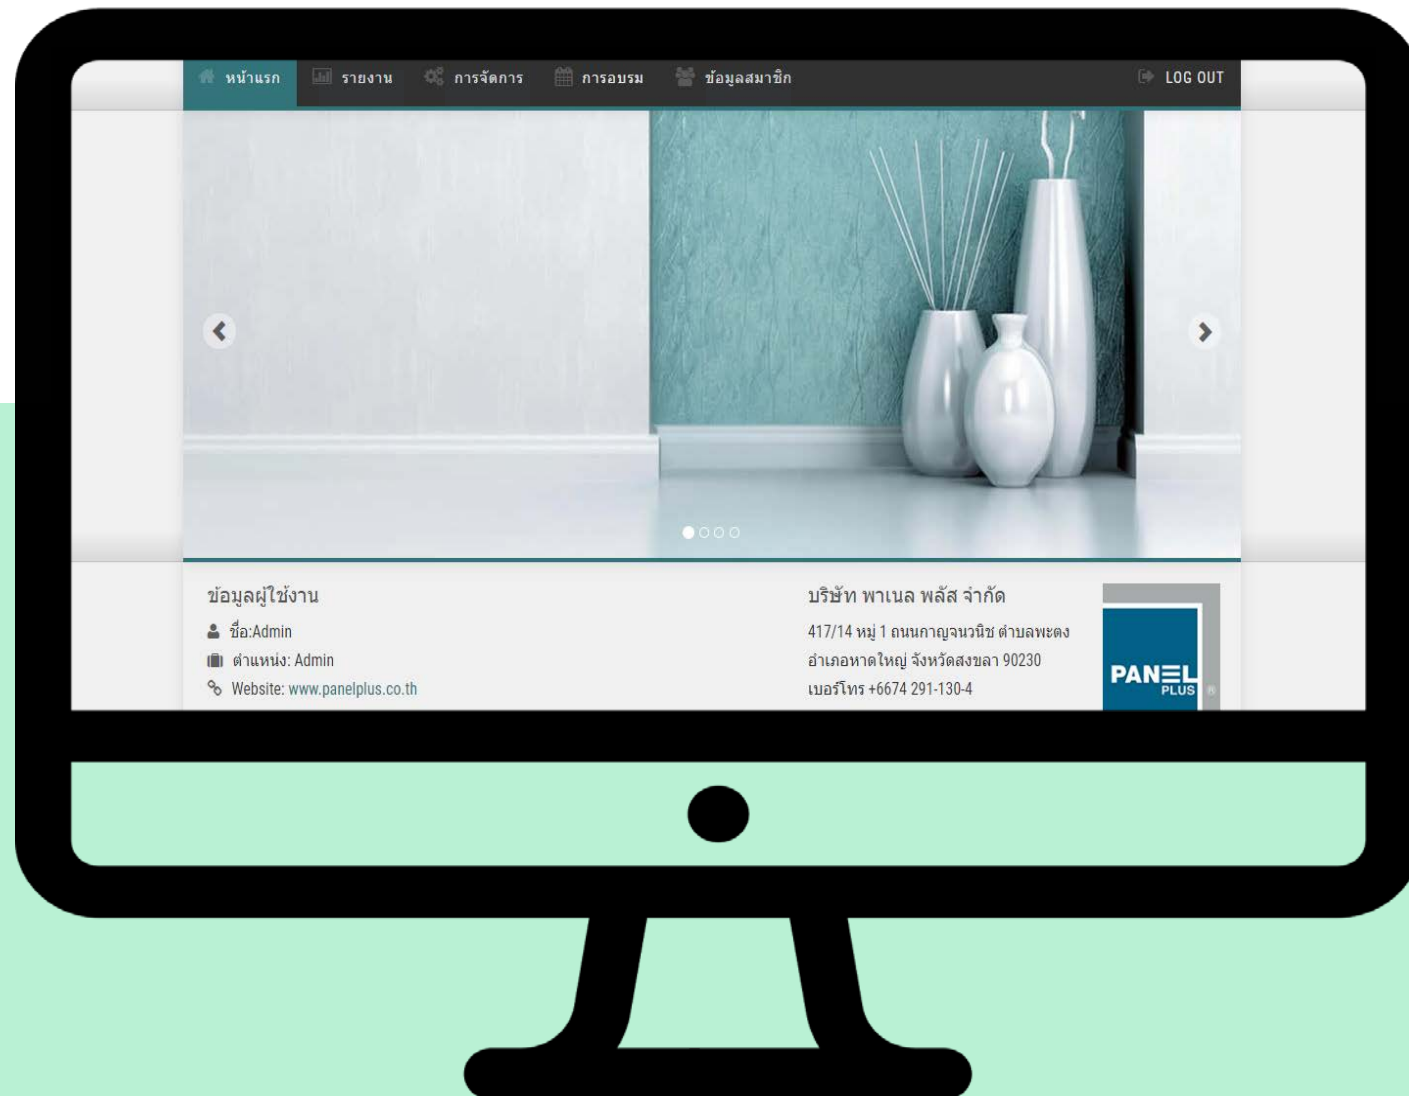 หน้าแรก รายงาน การจัดการ การอบรม ข้อมูลสมาชิก LOG OUT
ข้อมูลผู้ใช้งาน
ชื่อ:Admin
ตำแหน่ง: Admin
Website: www.panelplus.co.th
บริษัท พาเนล พลัส จำกัด
417/14 หมู่ 1 ถนนกาญจนวนิช ตำบลพะตง
อำเภอหาดใหญ่ จังหวัดสงขลา 90230
เบอร์โทร +6674 291-130-4
PANEL
PLUS ®